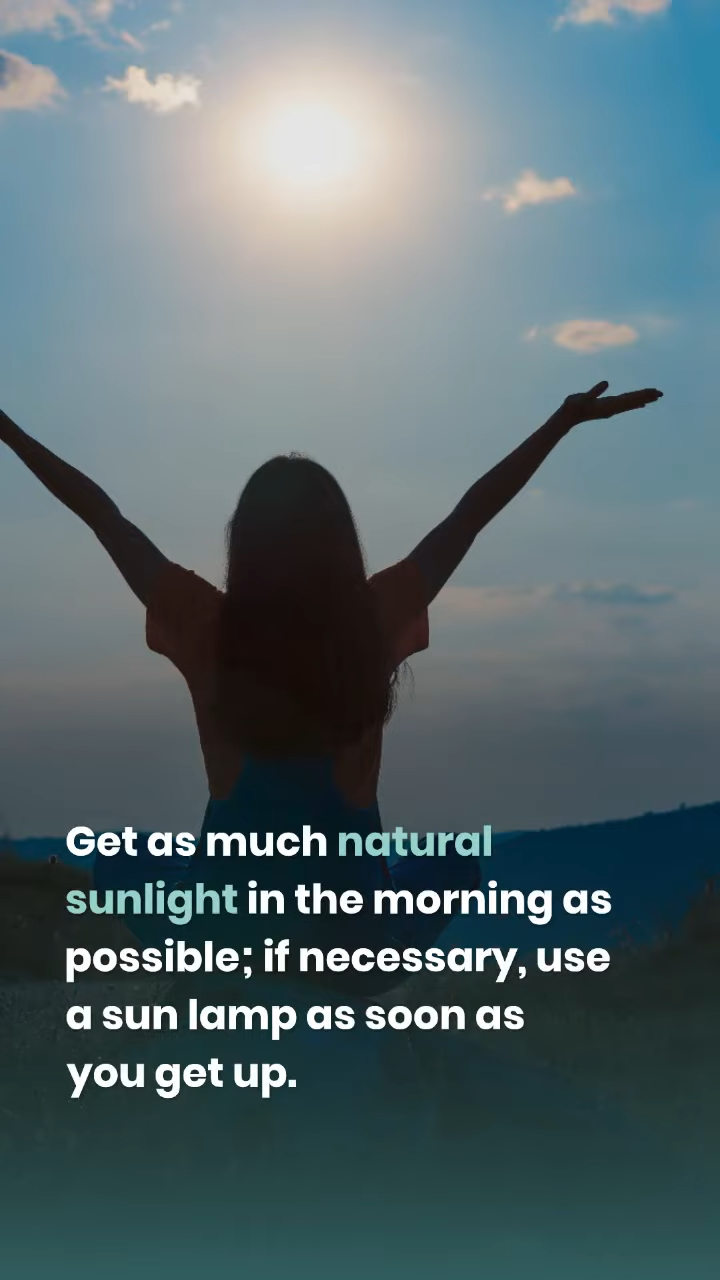 Get as much natural
sunlight in the morning as
possible; if necessary, use
a sun lamp as soon as
you get up.